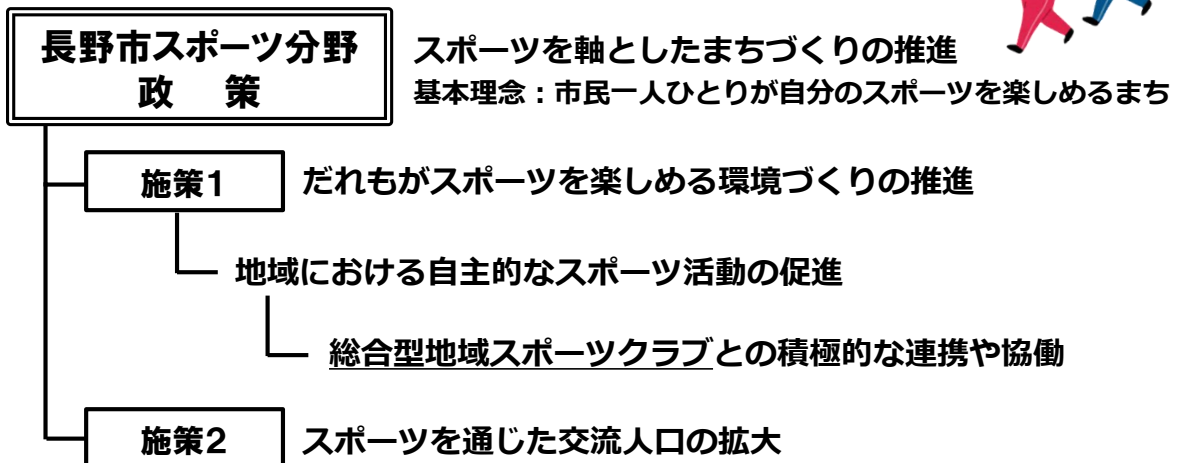 長野市スポーツ分野
政　策
スポーツを軸としたまちづくりの推進
基本理念：市民一人ひとりが自分のスポーツを楽しめるまち
施策1
だれもがスポーツを楽しめる環境づくりの推進
地域における自主的なスポーツ活動の促進
総合型地域スポーツクラブとの積極的な連携や協働
施策2
スポーツを通じた交流人口の拡大